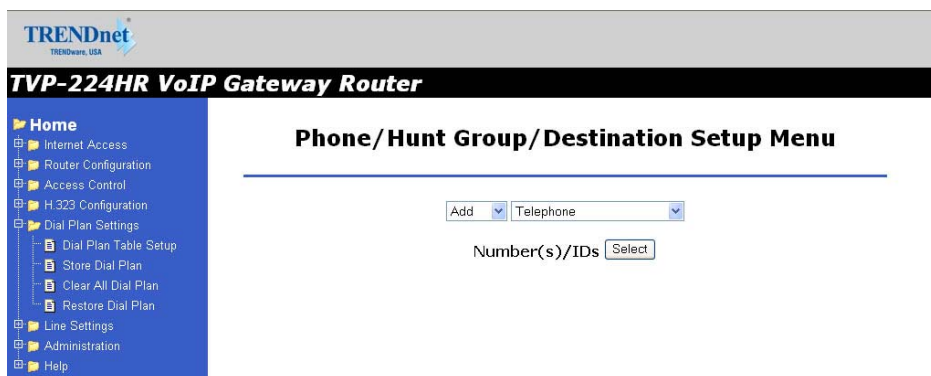 TRENDnet
TRENDware, USA
TVP-224HR VoIP Gateway Router
Home
Internet Access
Router Configuration
Access Control
H.323 Configuration
Dial Plan Settings
Dial Plan Table Setup
Store Dial Plan
Clear All Dial Plan
Restore Dial Plan
Line Settings
Administration
Help
Phone/Hunt Group/Destination Setup Menu
Add Telephone
Number(s)/IDs Select